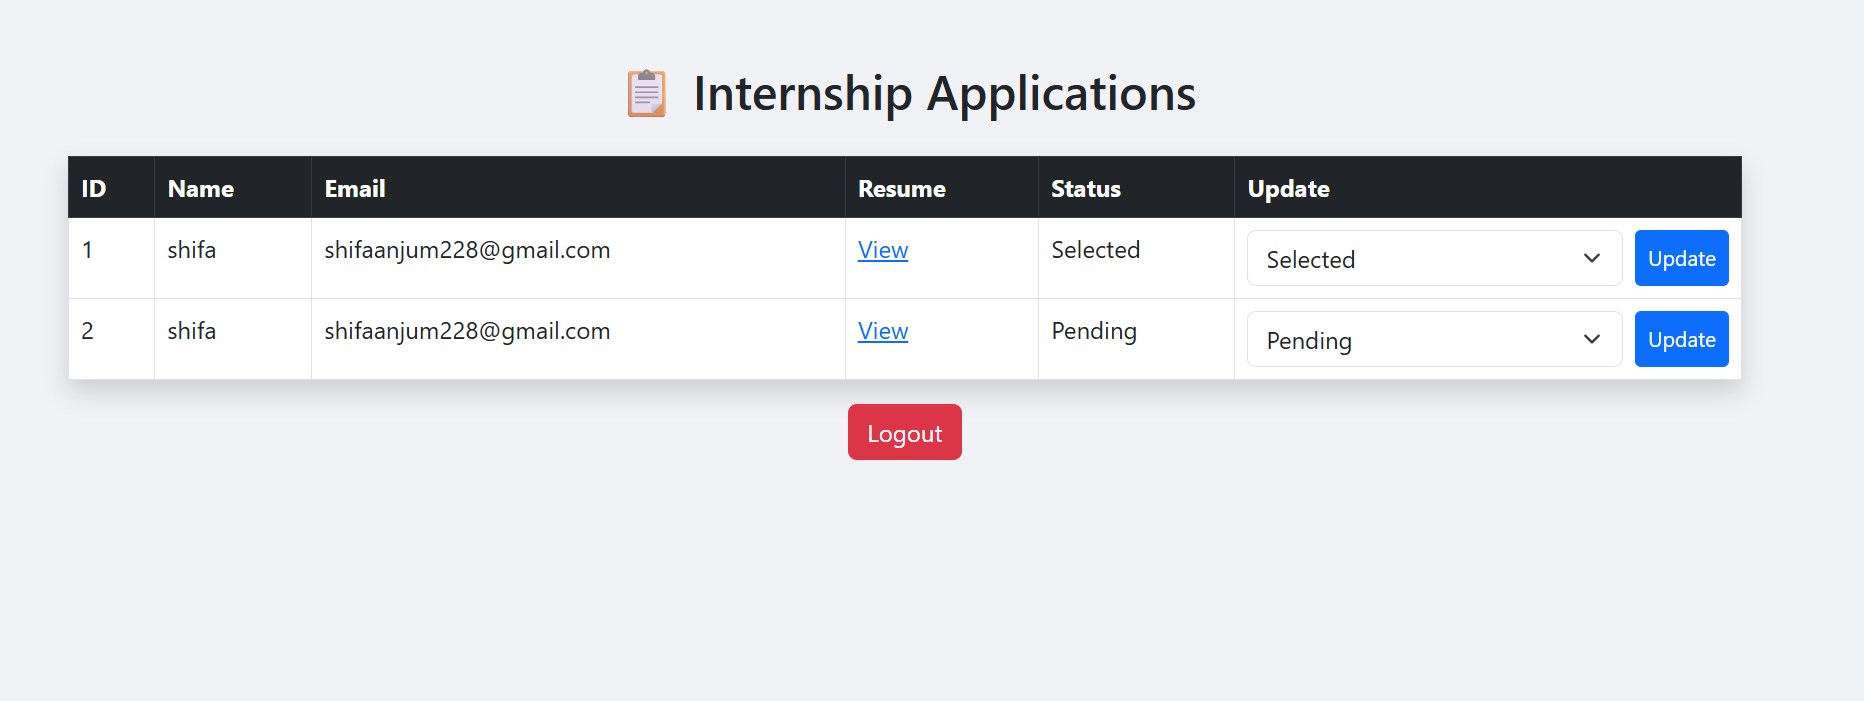 📋 Internship Applications
ID Name Email Resume Status Update
1 shifa shifaanjum228@gmail.com View Selected Selected Update
2 shifa shifaanjum228@gmail.com View Pending Pending Update
Logout